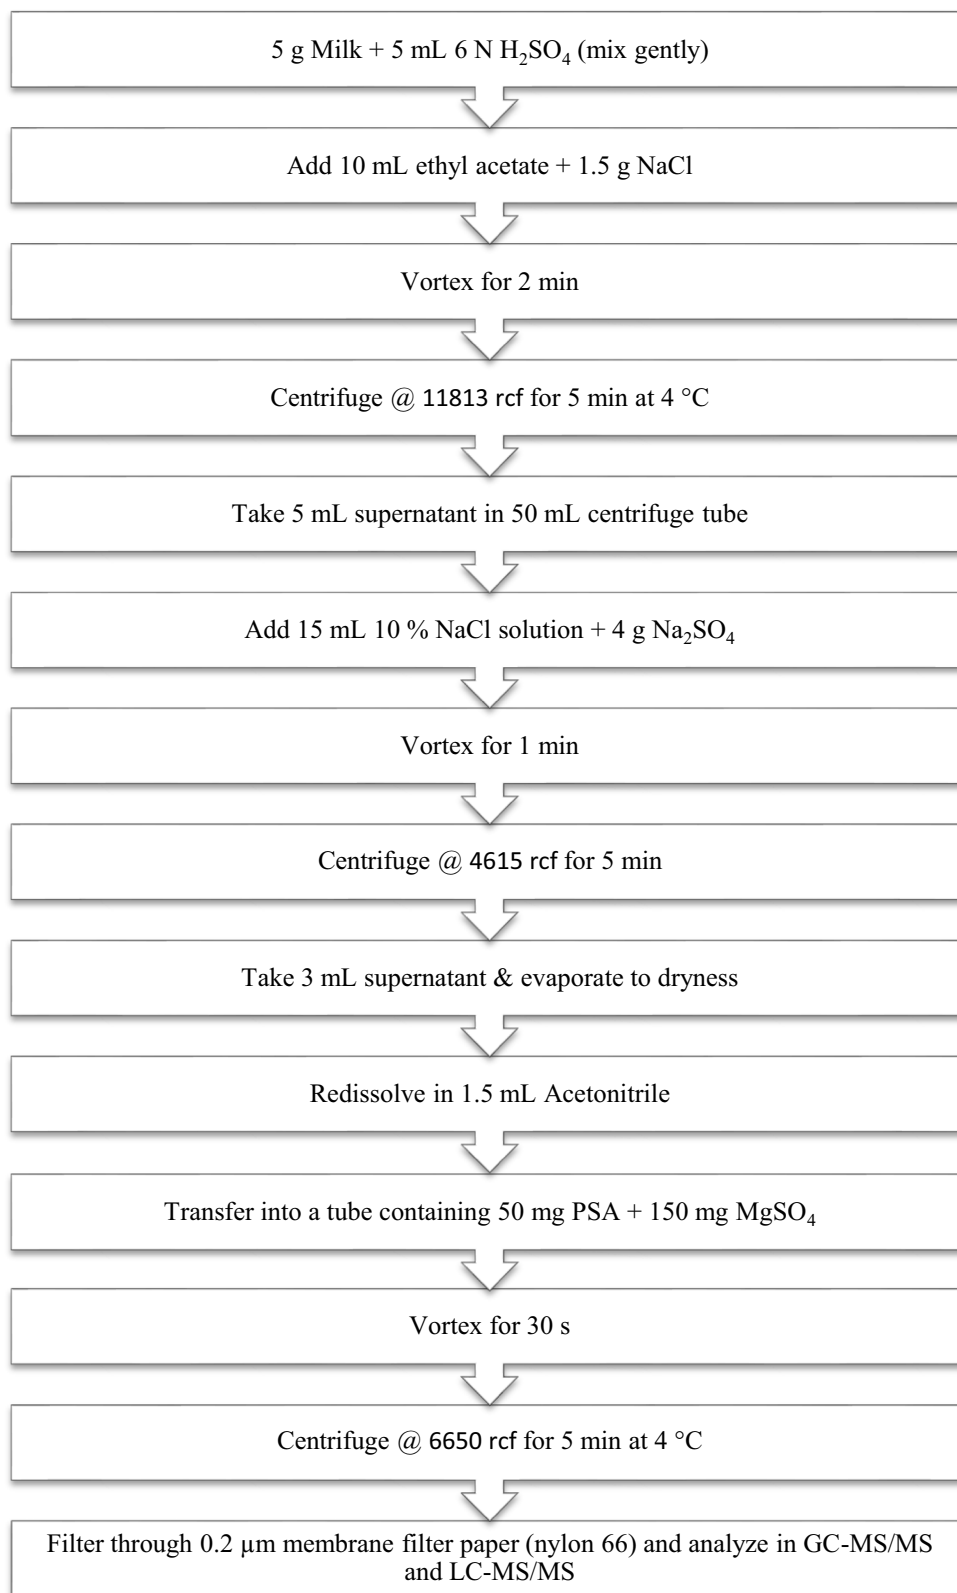 5 g Milk + 5 mL 6 N H₂SO₄ (mix gently)
Add 10 mL ethyl acetate + 1.5 g NaCl
Vortex for 2 min
Centrifuge @ 11813 rcf for 5 min at 4 °C
Take 5 mL supernatant in 50 mL centrifuge tube
Add 15 mL 10 % NaCl solution + 4 g Na₂SO₄
Vortex for 1 min
Centrifuge @ 4615 rcf for 5 min
Take 3 mL supernatant & evaporate to dryness
Redissolve in 1.5 mL Acetonitrile
Transfer into a tube containing 50 mg PSA + 150 mg MgSO₄
Vortex for 30 s
Centrifuge @ 6650 rcf for 5 min at 4 °C
Filter through 0.2 µm membrane filter paper (nylon 66) and analyze in GC-MS/MS
and LC-MS/MS